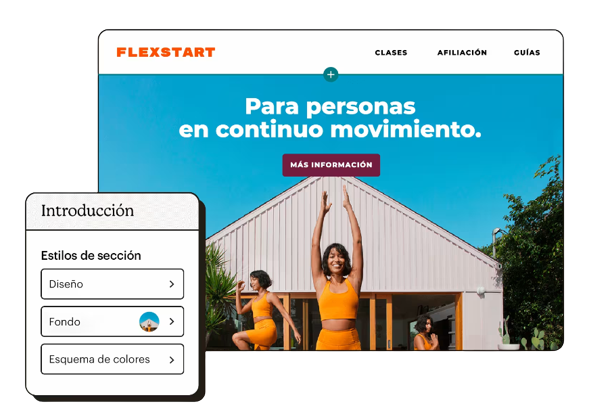 FLEXSTART
CLASES
AFILIACIÓN
GUÍAS
Para personas
en continuo movimiento.
MÁS INFORMACIÓN
Introducción
Estilos de sección
Diseño
Fondo
Esquema de colores